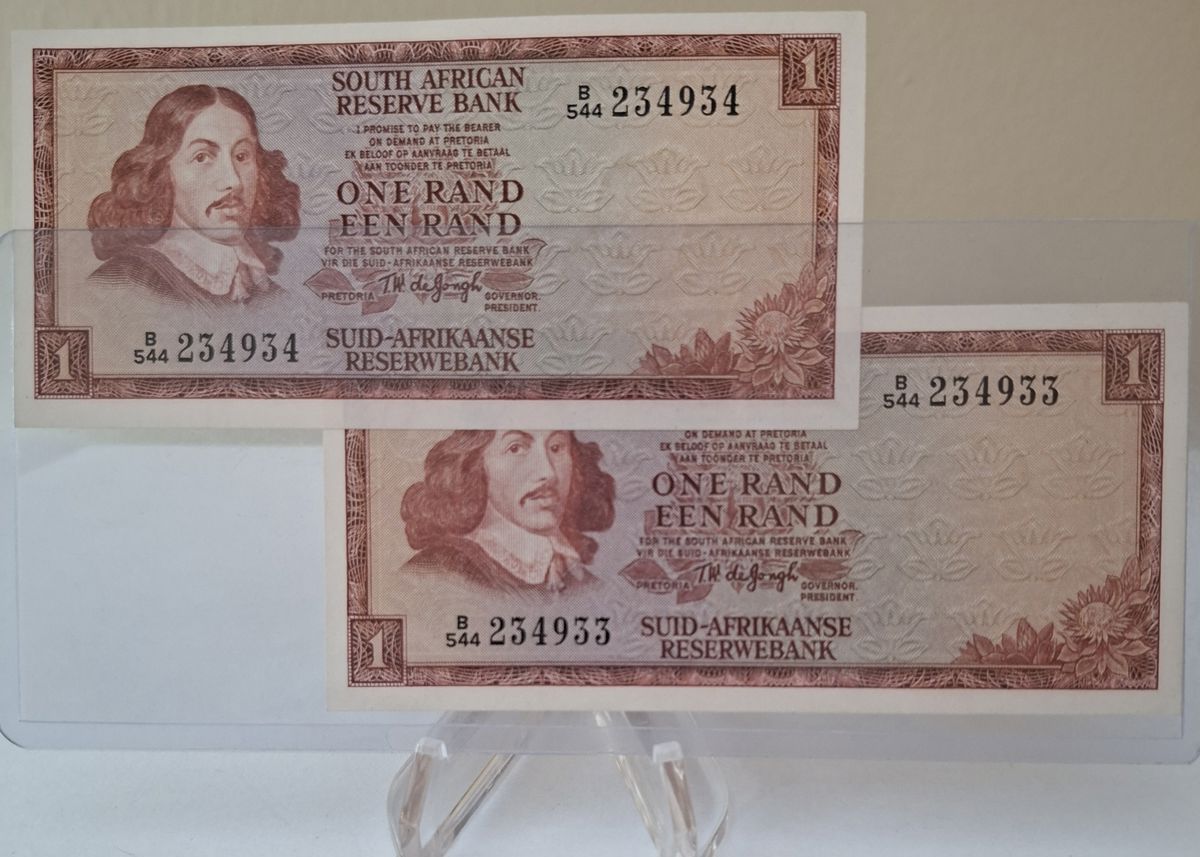 1
SOUTH AFRICAN
RESERVE BANK
B
544 234934
I PROMISE TO PAY THE BEARER
ON DEMAND AT PRETORIA
EK BELOOF OP AANVRAAG TE BETAAL
AAN TOONDER TE PRETORIA
ONE RAND
EEN RAND
FOR THE SOUTH AFRICAN RESERVE BANK
VIR DIE SUID-AFRIKAANSE RESERWEBANK
T.W. de Jongh
PRETORIA GOVERNOR.
PRESIDENT.
B
544 234934
SUID-AFRIKAANSE
RESERWEBANK
1
1
B
544 234933
ON DEMAND AT PRETORIA
EK BELOOF OP AANVRAAG TE BETAAL
AAN TOONDER TE PRETORIA
ONE RAND
EEN RAND
FOR THE SOUTH AFRICAN RESERVE BANK
VIR DIE SUID-AFRIKAANSE RESERWEBANK
T.W. de Jongh
PRETORIA GOVERNOR.
PRESIDENT.
B
544 234933
SUID-AFRIKAANSE
RESERWEBANK
1